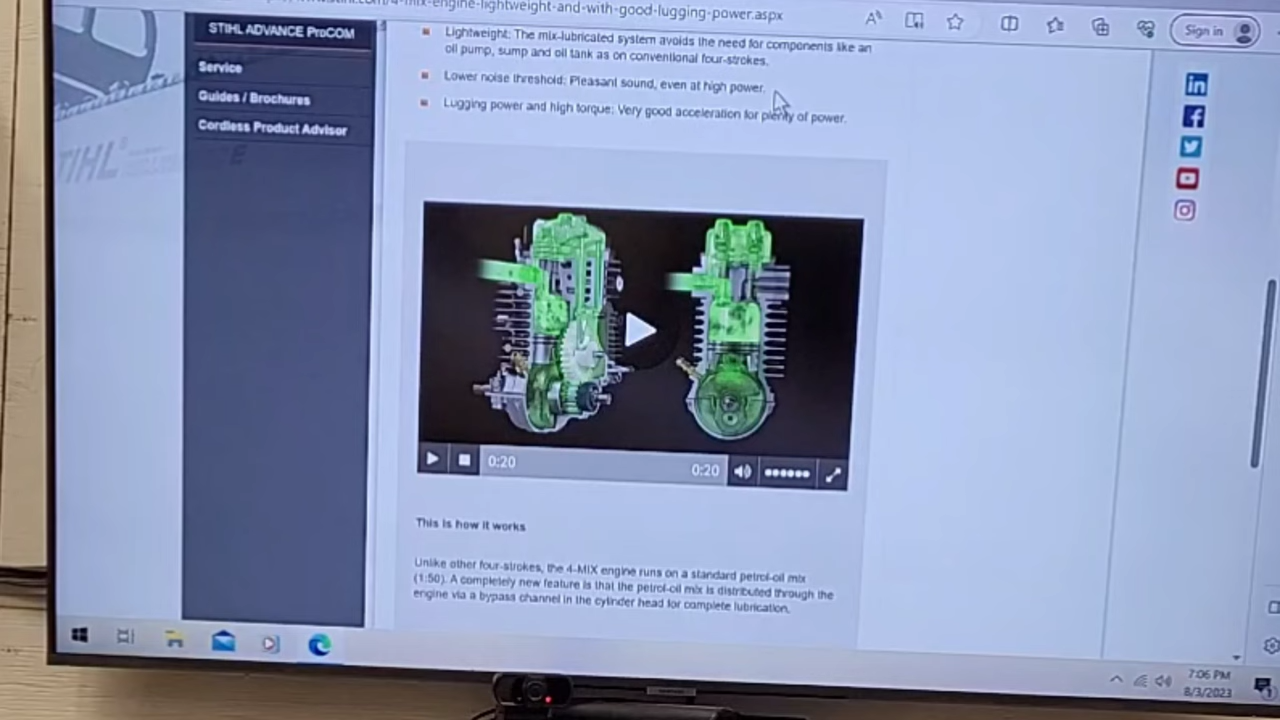 4-mix-engine-lightweight-and-with-good-lugging-power.aspx
Sign in
STIHL ADVANCE ProCOM
Service
Guides / Brochures
Cordless Product Advisor
Lightweight: The mix-lubricated system avoids the need for components like an
oil pump, sump and oil tank as on conventional four-strokes.
Lower noise threshold: Pleasant sound, even at high power.
Lugging power and high torque: Very good acceleration for plenty of power.
TIHL
in
0:20
0:20
This is how it works
Unlike other four-strokes, the 4-MIX engine runs on a standard petrol-oil mix
(1:50). A completely new feature is that the petrol-oil mix is distributed through the
engine via a bypass channel in the cylinder head for complete lubrication.
7:06 PM
8/3/2023